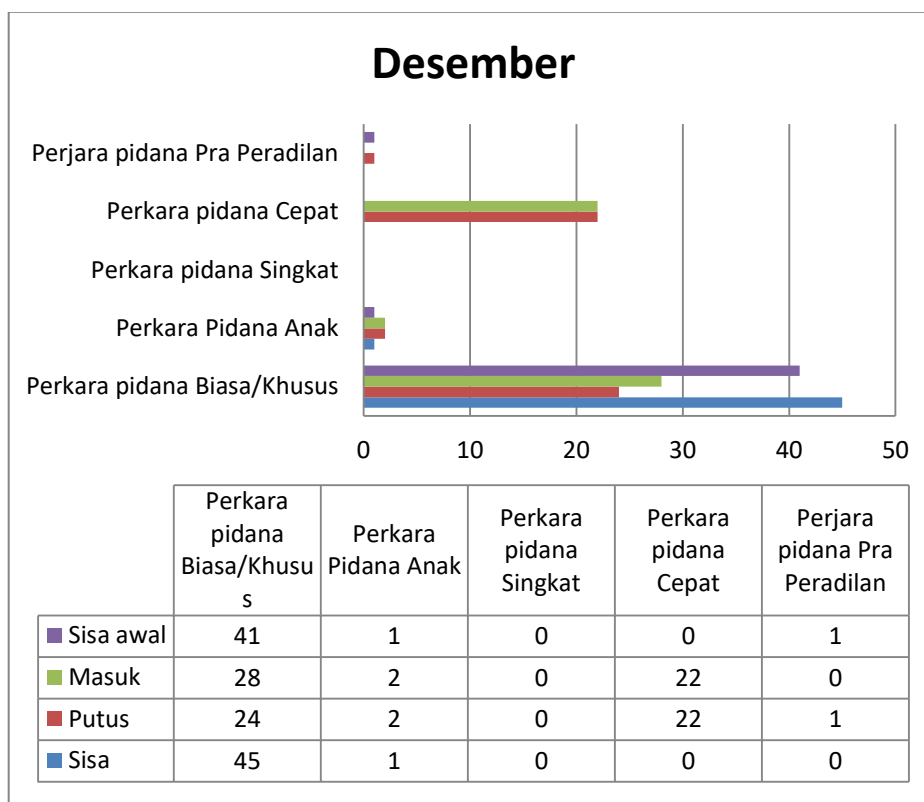 Desember
Perjara pidana Pra Peradilan
Perkara pidana Cepat
Perkara pidana Singkat
Perkara Pidana Anak
Perkara pidana Biasa/Khusus
0 10 20 30 40 50
Perkara
pidana
Biasa/Khusu
s
Perkara
Pidana Anak
Perkara
pidana
Singkat
Perkara
pidana
Cepat
Perjara
pidana Pra
Peradilan
Sisa awal 41 1 0 0 1
Masuk 28 2 0 22 0
Putus 24 2 0 22 1
Sisa 45 1 0 0 0